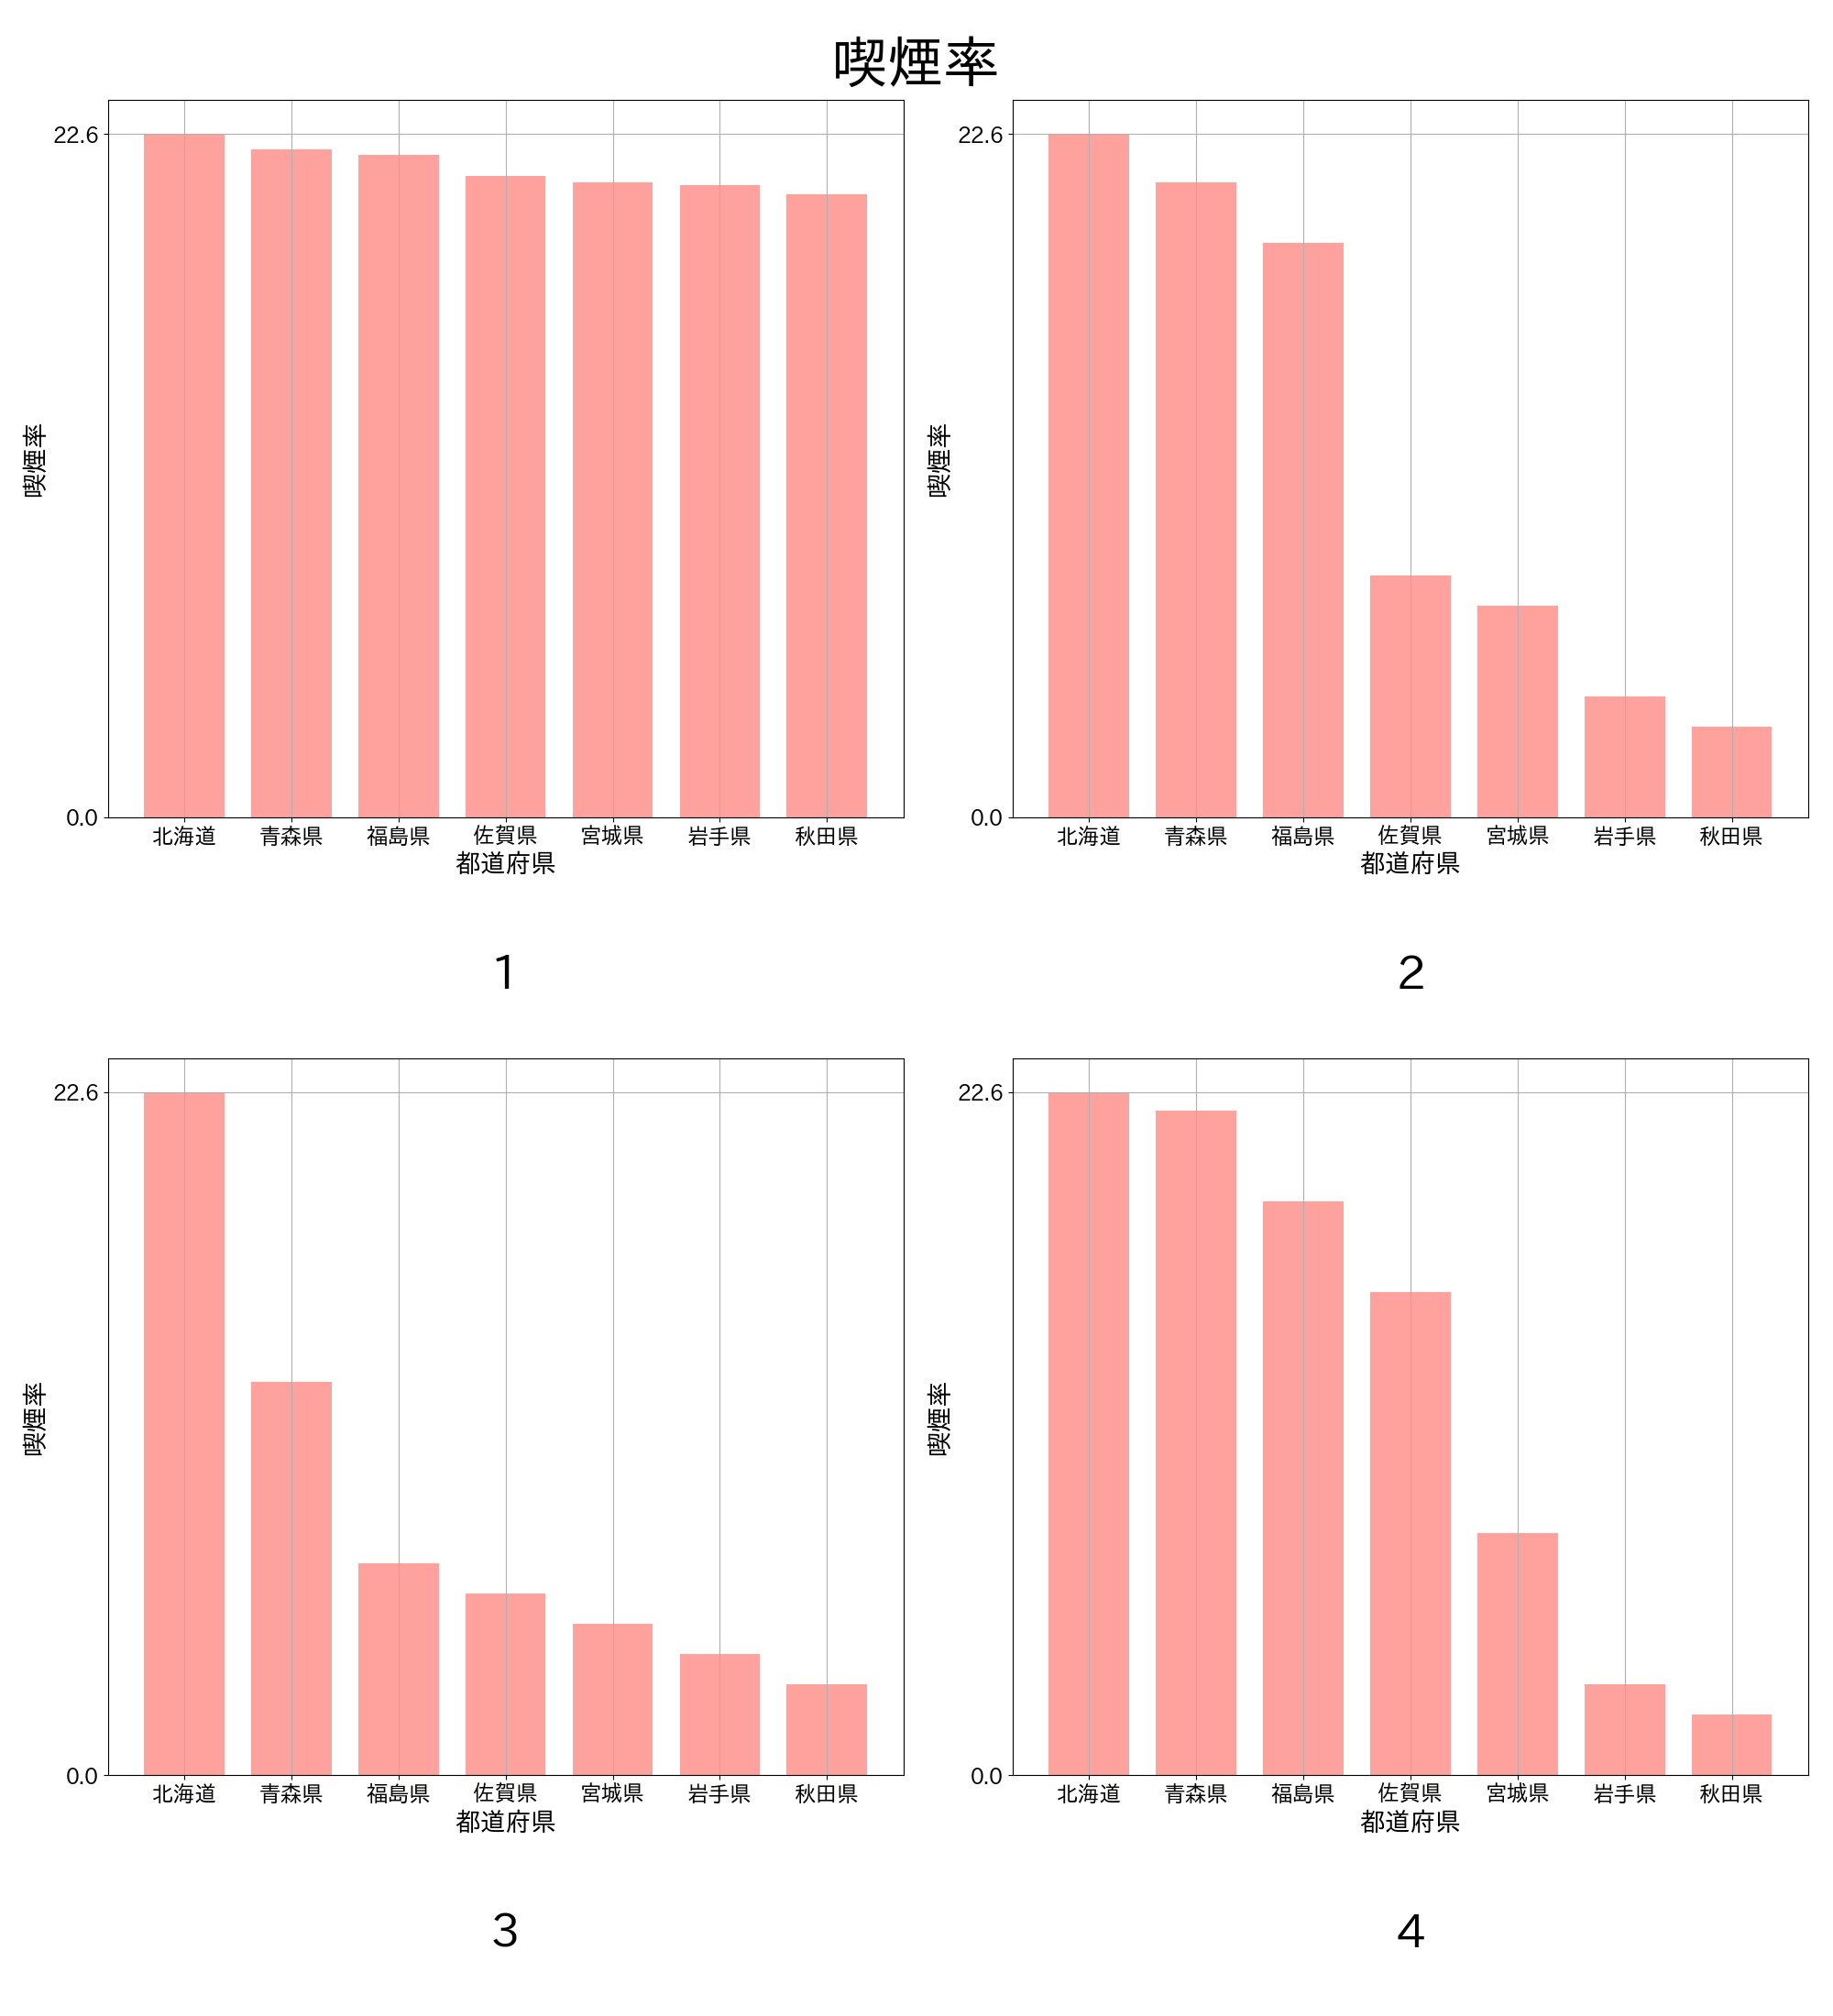 喫煙率
22.6
0.0
喫煙率
北海道 青森県 福島県 佐賀県 宮城県 岩手県 秋田県
都道府県
1
22.6
0.0
喫煙率
北海道 青森県 福島県 佐賀県 宮城県 岩手県 秋田県
都道府県
2
22.6
0.0
喫煙率
北海道 青森県 福島県 佐賀県 宮城県 岩手県 秋田県
都道府県
3
22.6
0.0
喫煙率
北海道 青森県 福島県 佐賀県 宮城県 岩手県 秋田県
都道府県
4